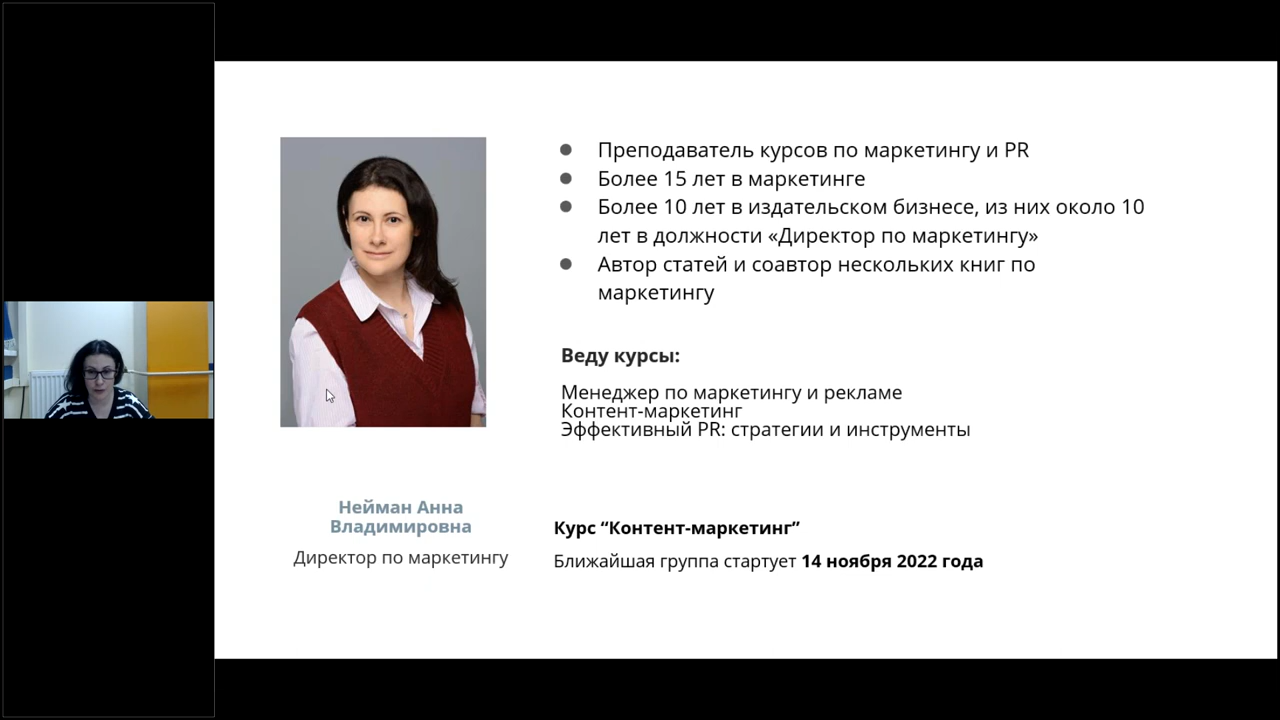 Преподаватель курсов по маркетингу и PR
Более 15 лет в маркетинге
Более 10 лет в издательском бизнесе, из них около 10
лет в должности «Директор по маркетингу»
Автор статей и соавтор нескольких книг по
маркетингу
Веду курсы:
Менеджер по маркетингу и рекламе
Контент-маркетинг
Эффективный PR: стратегии и инструменты
Нейман Анна
Владимировна
Директор по маркетингу
Курс “Контент-маркетинг”
Ближайшая группа стартует 14 ноября 2022 года